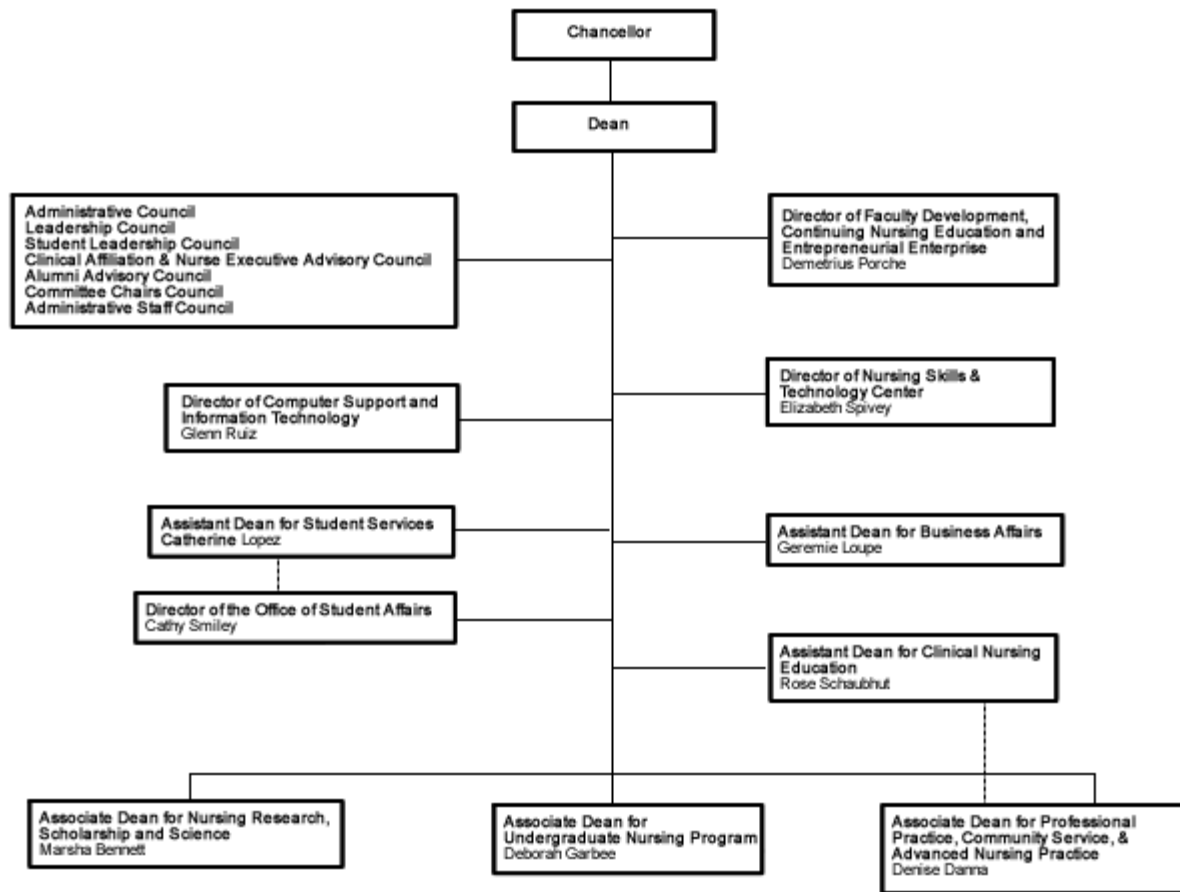 Chancellor
Dean
Administrative Council
Leadership Council
Student Leadership Council
Clinical Affiliation & Nurse Executive Advisory Council
Alumni Advisory Council
Committee Chairs Council
Administrative Staff Council
Director of Faculty Development,
Continuing Nursing Education and
Entrepreneurial Enterprise
Demetrius Porche
Director of Computer Support and
Information Technology
Glenn Ruiz
Director of Nursing Skills &
Technology Center
Elizabeth Spivey
Assistant Dean for Student Services
Catherine Lopez
Assistant Dean for Business Affairs
Geremie Loupe
Director of the Office of Student Affairs
Cathy Smiley
Assistant Dean for Clinical Nursing
Education
Rose Schaubhut
Associate Dean for Nursing Research,
Scholarship and Science
Marsha Bennett
Associate Dean for
Undergraduate Nursing Program
Deborah Garbee
Associate Dean for Professional
Practice, Community Service, &
Advanced Nursing Practice
Denise Danna